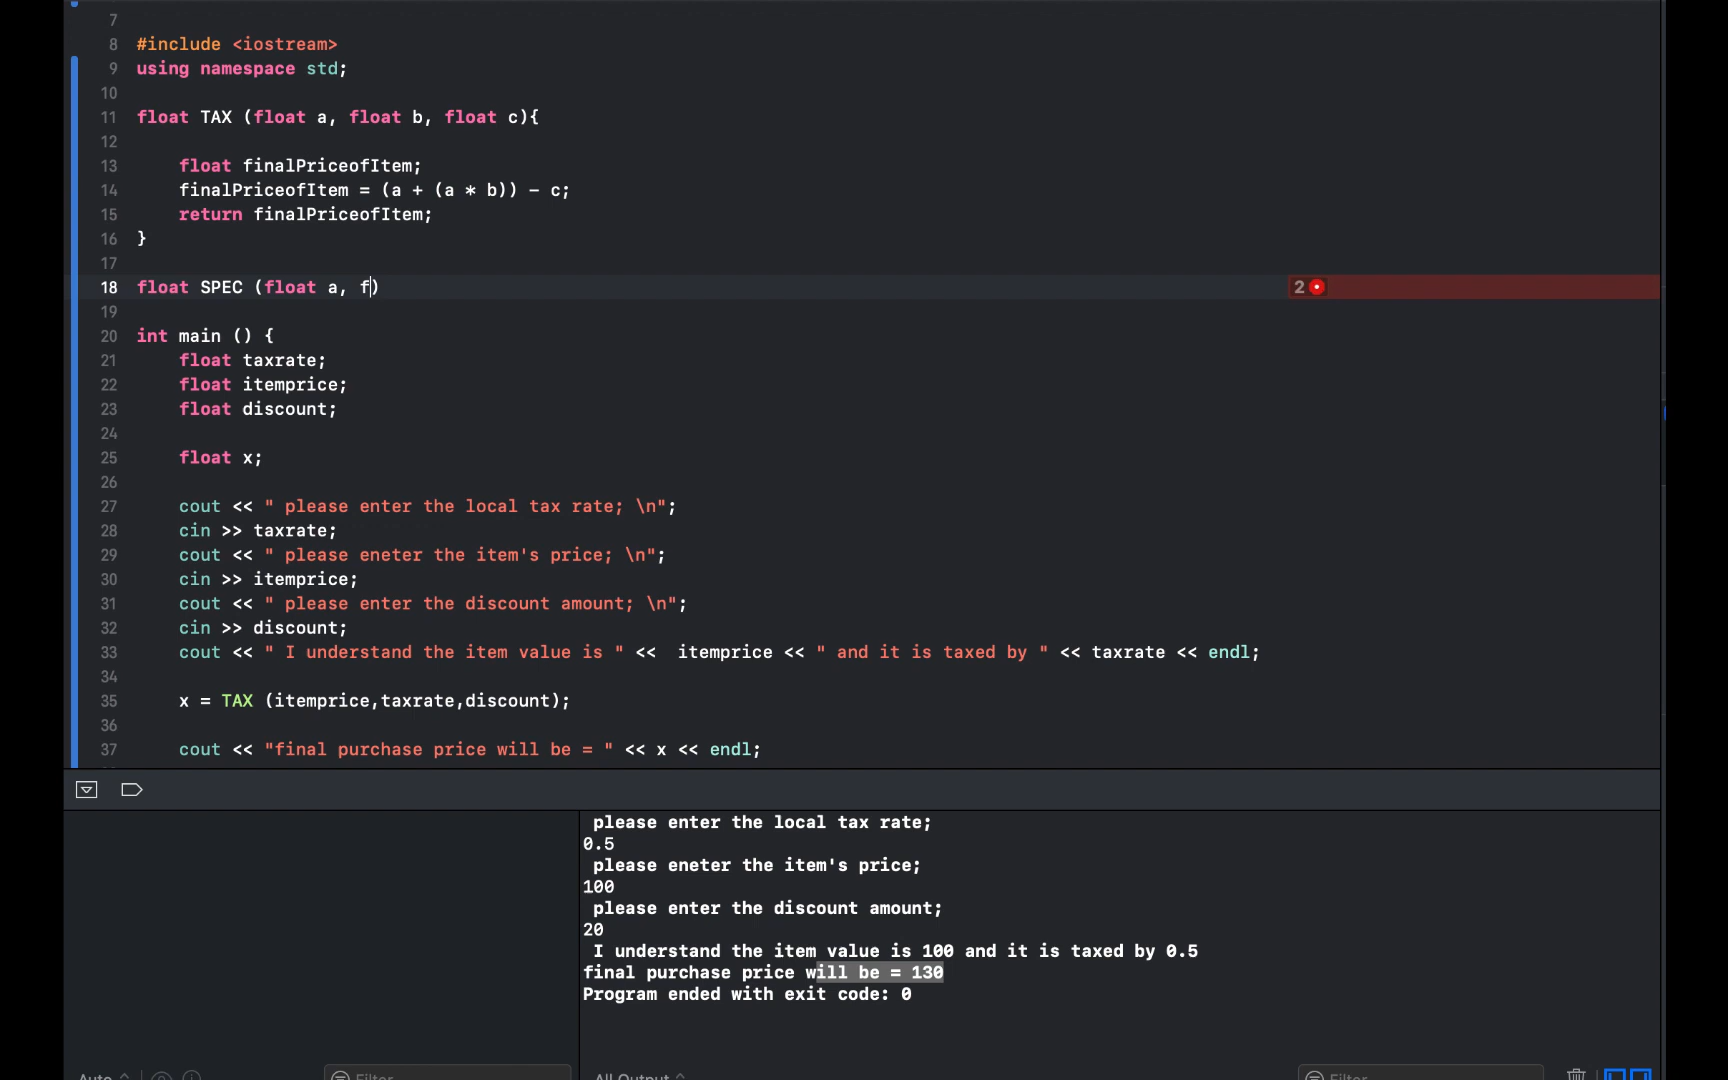 7
8 #include <iostream>
9 using namespace std;
10
11 float TAX (float a, float b, float c){
12
13 float finalPriceofItem;
14 finalPriceofItem = (a + (a * b)) - c;
15 return finalPriceofItem;
16 }
17
18 float SPEC (float a, f) 2
19
20 int main () {
21 float taxrate;
22 float itemprice;
23 float discount;
24
25 float x;
26
27 cout << " please enter the local tax rate; \n";
28 cin >> taxrate;
29 cout << " please eneter the item's price; \n";
30 cin >> itemprice;
31 cout << " please enter the discount amount; \n";
32 cin >> discount;
33 cout << " I understand the item value is " <<  itemprice << " and it is taxed by " << taxrate << endl;
34
35 x = TAX (itemprice,taxrate,discount);
36
37 cout << "final purchase price will be = " << x << endl;
please enter the local tax rate;
0.5
please eneter the item's price;
100
please enter the discount amount;
20
I understand the item value is 100 and it is taxed by 0.5
final purchase price will be = 130
Program ended with exit code: 0
Auto Filter All Output Filter